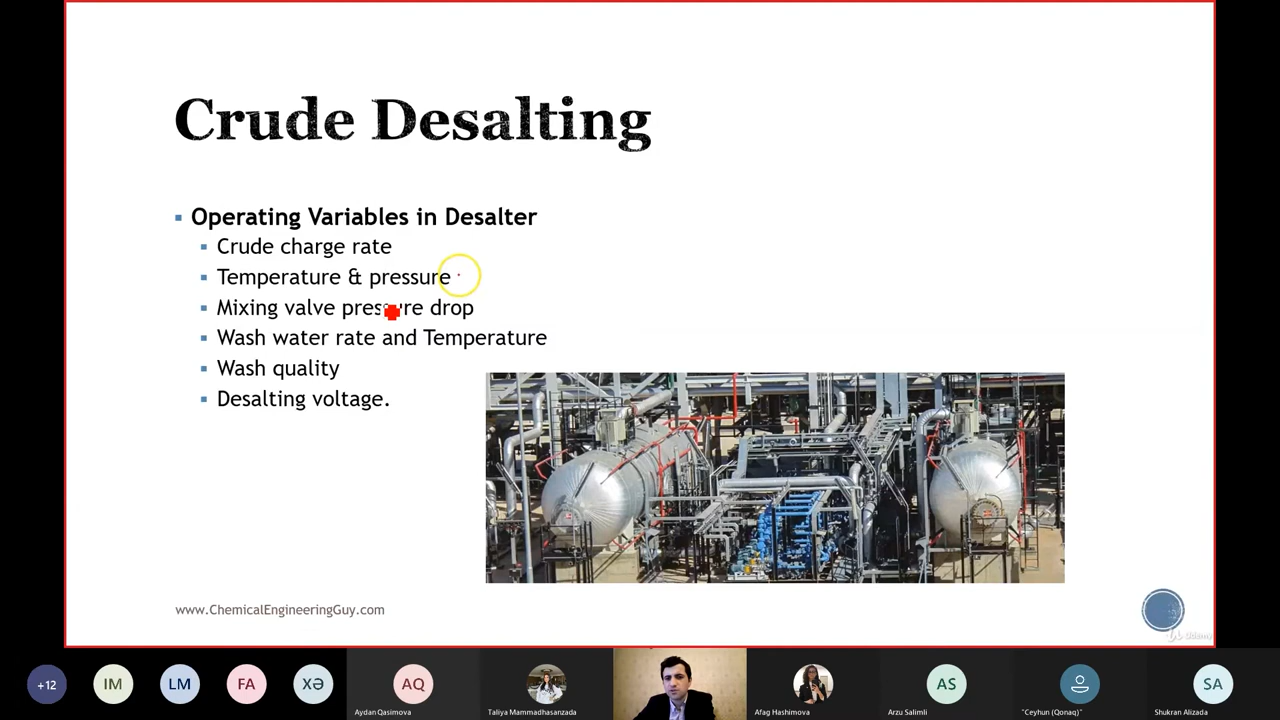 Crude Desalting
Operating Variables in Desalter
Crude charge rate
Temperature & pressure
Mixing valve pressure drop
Wash water rate and Temperature
Wash quality
Desalting voltage.
www.ChemicalEngineeringGuy.com
Udemy
+12
IM
LM
FA
XƏ
AQ
AS
SA
Aydan Qasimova
Taliya Mammadhasanzada
Afag Hashimova
Arzu Salimli
"Ceyhun (Qonaq)"
Shukran Alizada